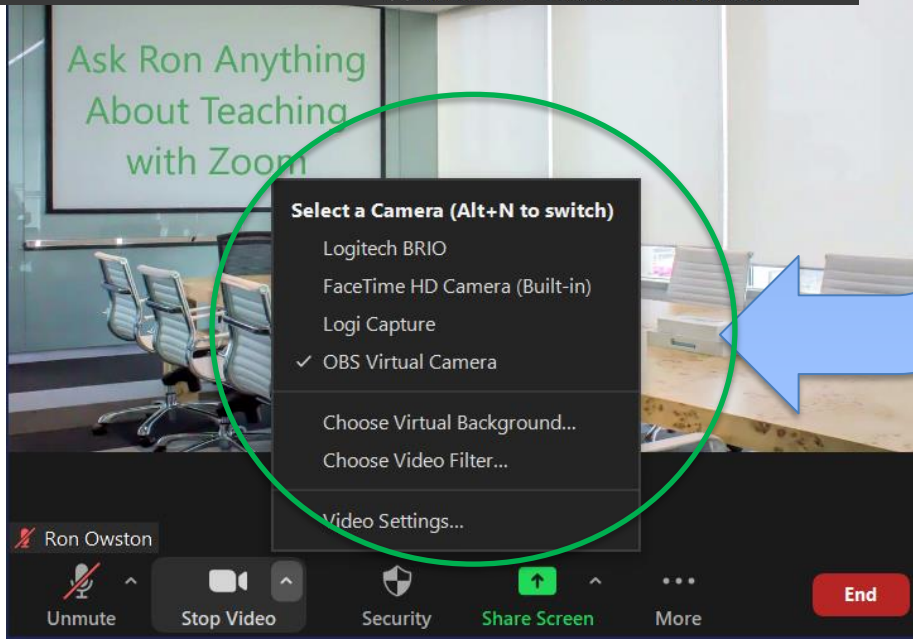 Ask Ron Anything
About Teaching
with Zoom
Select a Camera (Alt+N to switch)
Logitech BRIO
FaceTime HD Camera (Built-in)
Logi Capture
✓ OBS Virtual Camera
Choose Virtual Background...
Choose Video Filter...
Video Settings...
Ron Owston
Unmute
Stop Video
Security
Share Screen
More
End